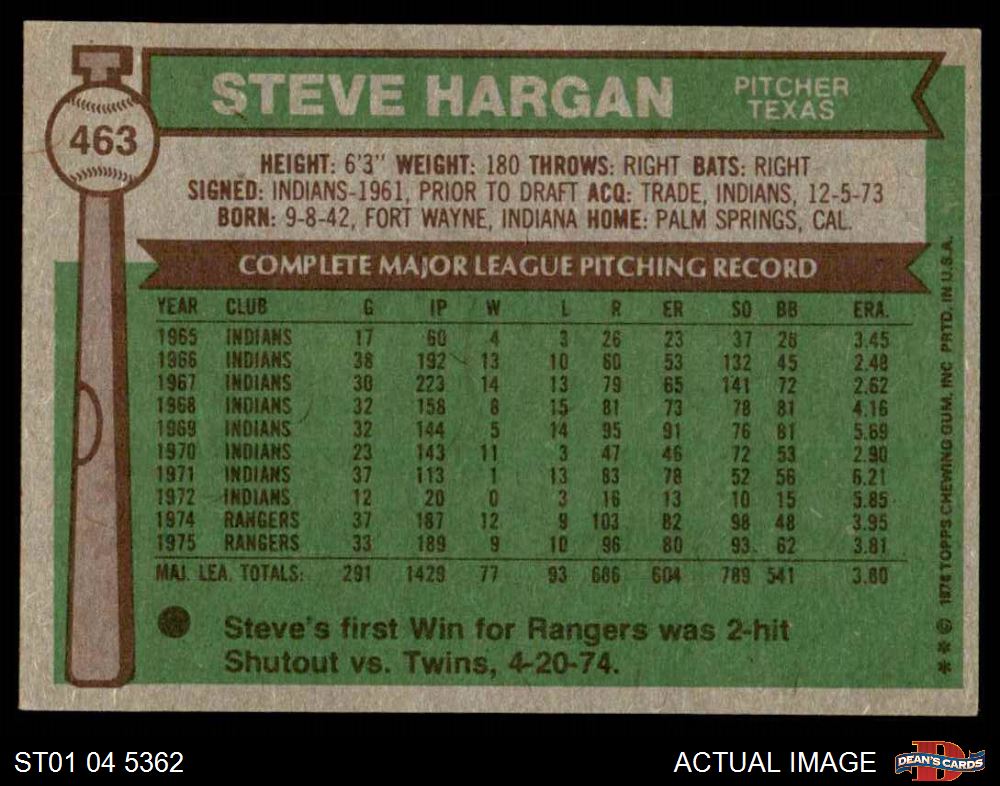 STEVE HARGAN
PITCHER
TEXAS
463
HEIGHT: 6'3" WEIGHT: 180 THROWS: RIGHT BATS: RIGHT
SIGNED: INDIANS-1961, PRIOR TO DRAFT ACQ: TRADE, INDIANS, 12-5-73
BORN: 9-8-42, FORT WAYNE, INDIANA HOME: PALM SPRINGS, CAL.
COMPLETE MAJOR LEAGUE PITCHING RECORD
YEAR CLUB G IP W L R ER SO BB ERA.
1965 INDIANS 17 60 4 3 26 23 37 28 3.45
1966 INDIANS 38 192 13 10 60 53 132 45 2.48
1967 INDIANS 30 223 14 13 79 65 141 72 2.62
1968 INDIANS 32 158 8 15 81 73 78 81 4.16
1969 INDIANS 32 144 5 14 95 91 76 81 5.69
1970 INDIANS 23 143 11 3 47 46 72 53 2.90
1971 INDIANS 37 113 1 13 83 78 52 56 6.21
1972 INDIANS 12 20 0 3 16 13 10 15 5.85
1974 RANGERS 37 187 12 9 103 82 98 48 3.95
1975 RANGERS 33 189 9 10 96 80 93 62 3.81
MAJ. LEA. TOTALS: 291 1429 77 93 686 604 789 541 3.80
Steve's first Win for Rangers was 2-hit
Shutout vs. Twins, 4-20-74.
** © 1976 TOPPS CHEWING GUM, INC PRTD. IN U.S.A.
ST01 04 5362
ACTUAL IMAGE
D
DEAN'S CARDS